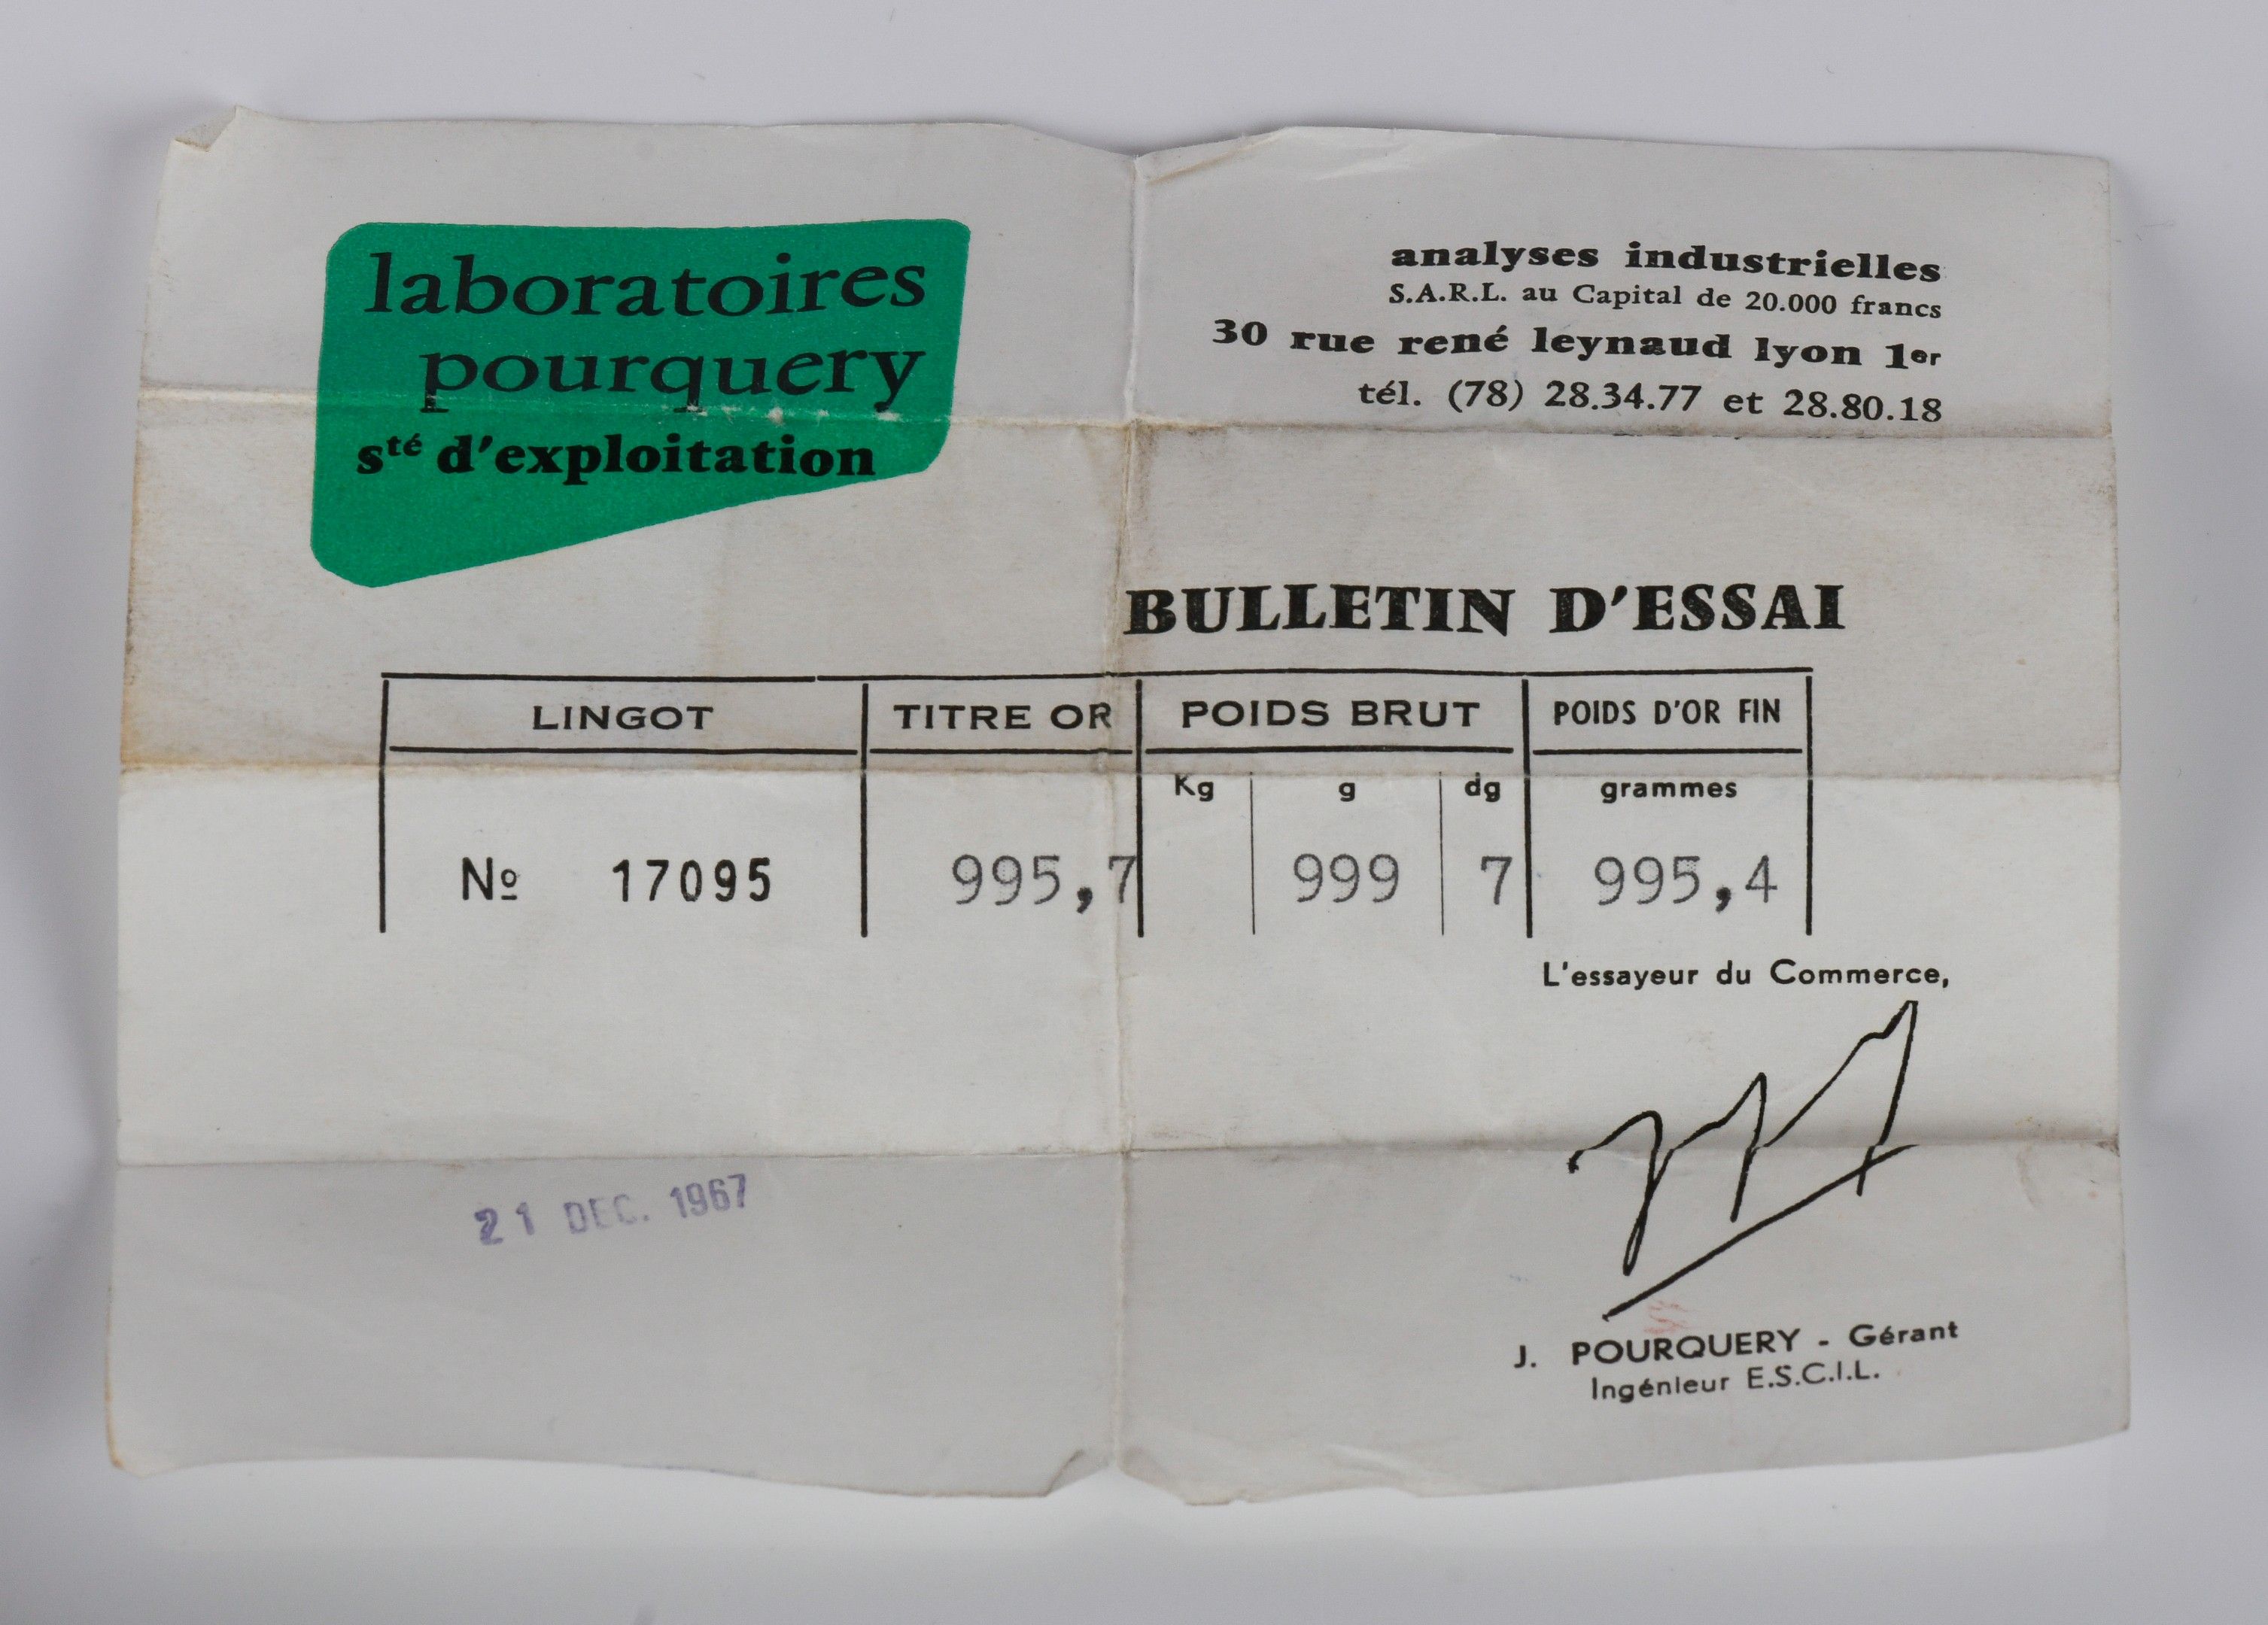 laboratoires
pourquery
sté d'exploitation
analyses industrielles
S.A.R.L. au Capital de 20.000 francs
30 rue rené leynaud lyon 1er
tél. (78) 28.34.77 et 28.80.18
BULLETIN D'ESSAI
LINGOT TITRE OR POIDS BRUT POIDS D'OR FIN
Kg g dg grammes
Nº 17095 995,7 999 7 995,4
L'essayeur du Commerce,
21 DEC. 1967
J. POURQUERY - Gérant
Ingénieur E.S.C.I.L.